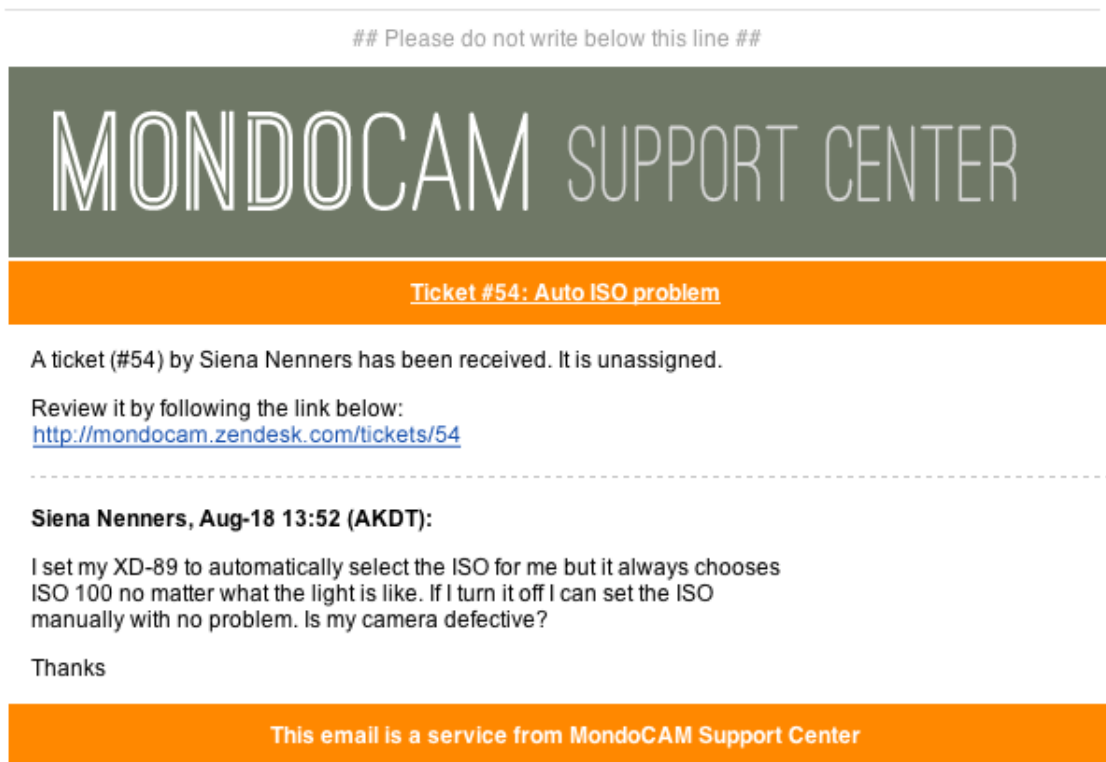 ## Please do not write below this line ##
MONDOCAM SUPPORT CENTER
Ticket #54: Auto ISO problem
A ticket (#54) by Siena Nenners has been received. It is unassigned.
Review it by following the link below:
http://mondocam.zendesk.com/tickets/54
Siena Nenners, Aug-18 13:52 (AKDT):
I set my XD-89 to automatically select the ISO for me but it always chooses
ISO 100 no matter what the light is like. If I turn it off I can set the ISO
manually with no problem. Is my camera defective?
Thanks
This email is a service from MondoCAM Support Center